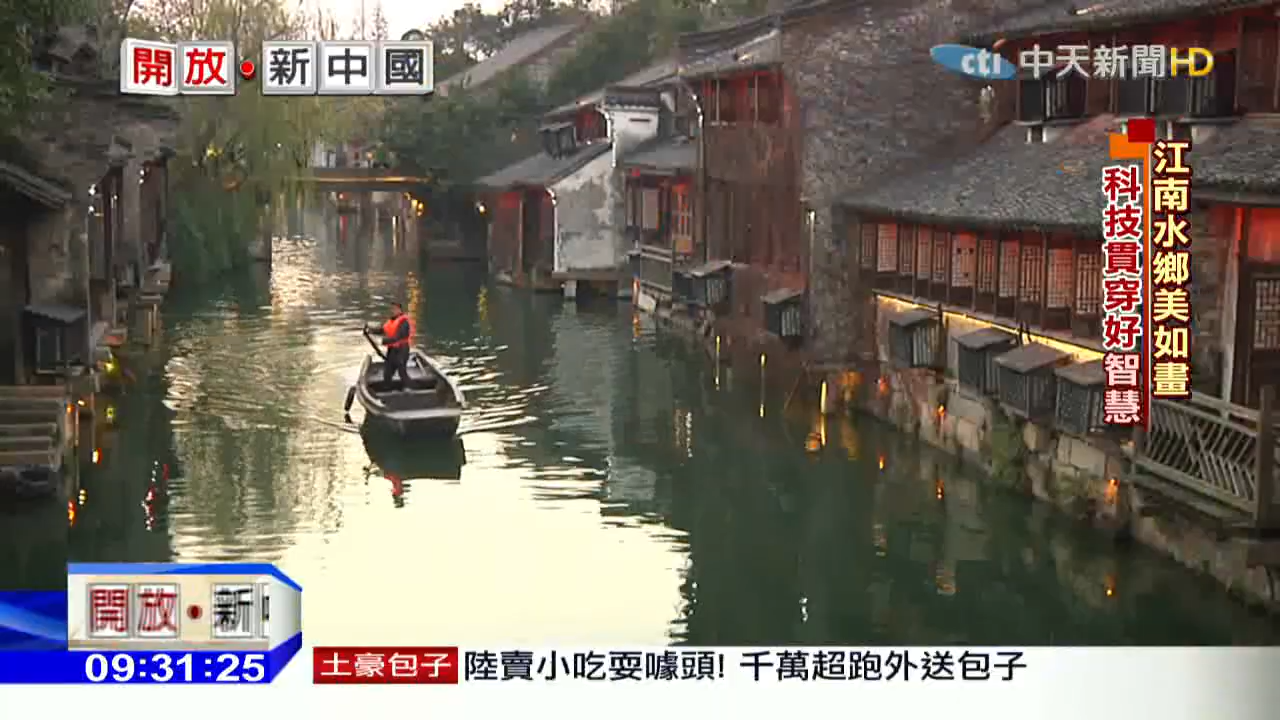 開放·新中國
cti 中天新聞HD
江南水鄉美如畫
科技貫穿好智慧
開放·新
09:31:25
土豪包子 陸賣小吃耍噱頭! 千萬超跑外送包子